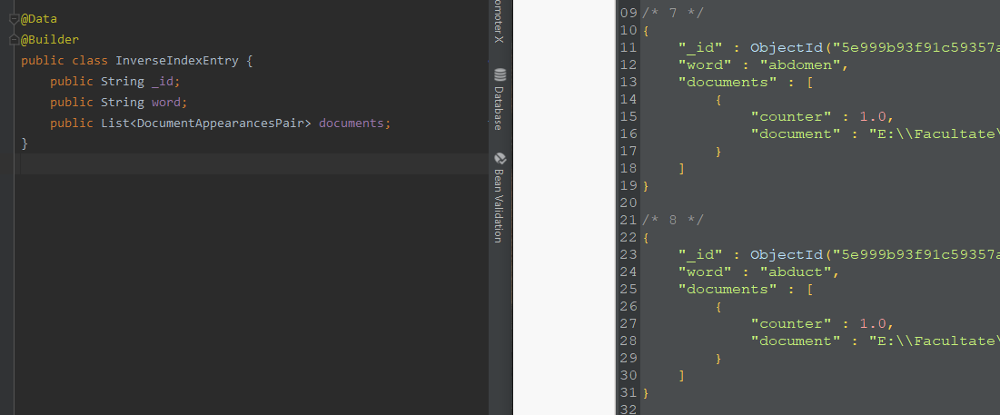 @Data
@Builder
public class InverseIndexEntry {
    public String _id;
    public String word;
    public List<DocumentAppearancesPair> documents;
}
omoter X
Database
Bean Validation
09 /* 7 */
10 {
11     "_id" : ObjectId("5e999b93f91c59357a
12     "word" : "abdomen",
13     "documents" : [
14         {
15             "counter" : 1.0,
16             "document" : "E:\\Facultate\
17         }
18     ]
19 }
20
21 /* 8 */
22 {
23     "_id" : ObjectId("5e999b93f91c59357a
24     "word" : "abduct",
25     "documents" : [
26         {
27             "counter" : 1.0,
28             "document" : "E:\\Facultate\
29         }
30     ]
31 }
32